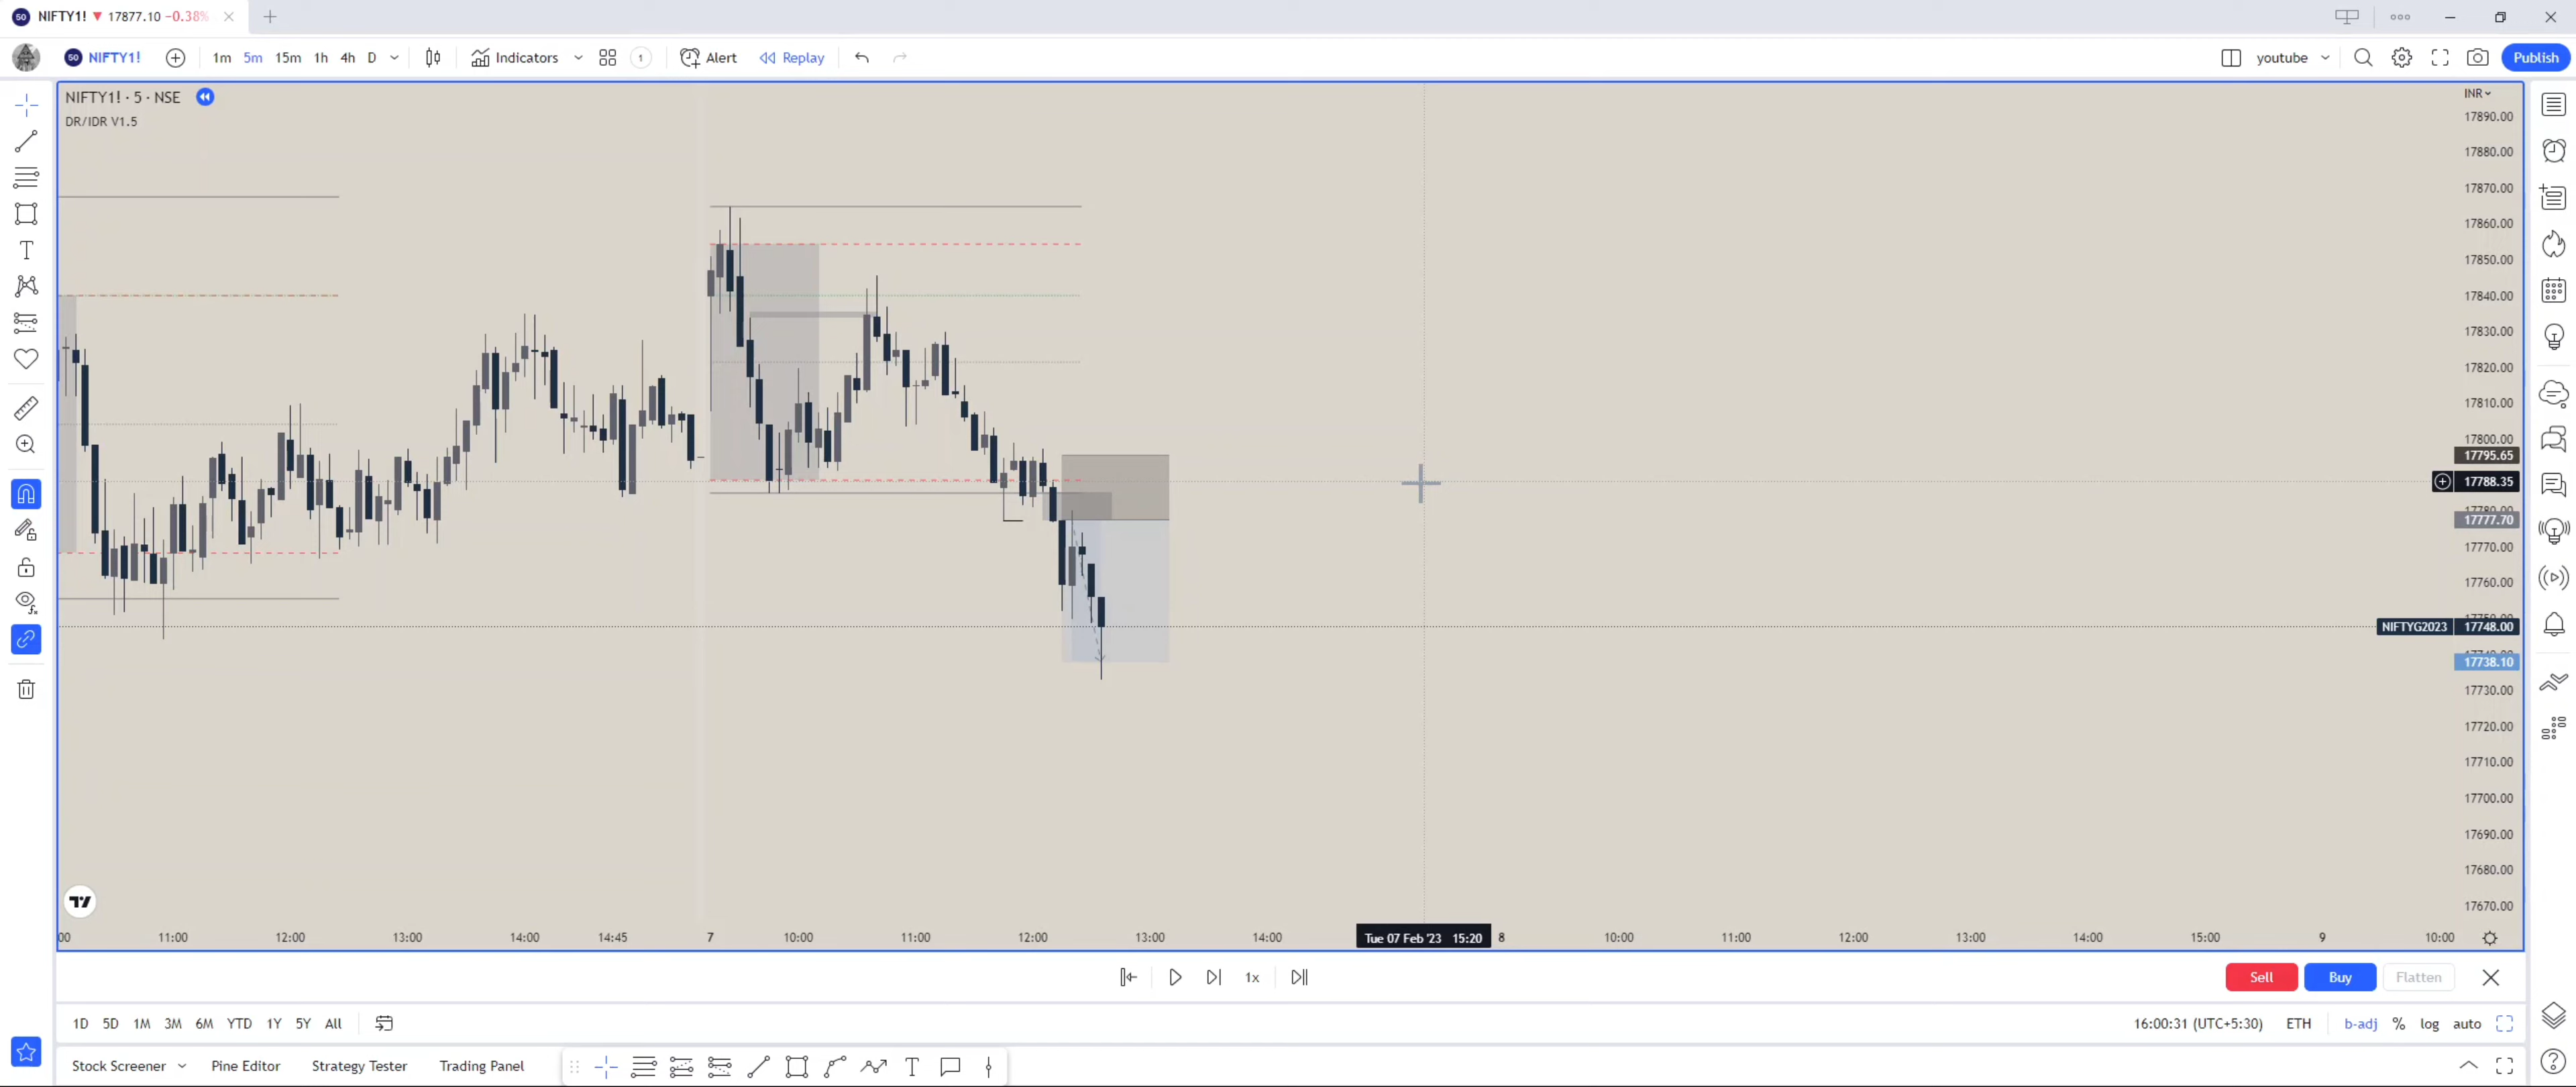 50 NIFTY1! ▼ 17877.10 −0.38%
50 NIFTY1! 1m 5m 15m 1h 4h D Indicators 1 Alert Replay youtube Publish
NIFTY1! · 5 · NSE
DR/IDR V1.5
INR
17890.00
17880.00
17870.00
17860.00
17850.00
17840.00
17830.00
17820.00
17810.00
17800.00
17795.65
17788.35
17777.70
17770.00
17760.00
NIFTYG2023 17748.00
17738.10
17730.00
17720.00
17710.00
17700.00
17690.00
17680.00
17670.00
00 11:00 12:00 13:00 14:00 14:45 7 10:00 11:00 12:00 13:00 14:00 Tue 07 Feb '23 15:20 8 10:00 11:00 12:00 13:00 14:00 15:00 9 10:00
1x Sell Buy Flatten
1D 5D 1M 3M 6M YTD 1Y 5Y All 16:00:31 (UTC+5:30) ETH b-adj % log auto
Stock Screener Pine Editor Strategy Tester Trading Panel